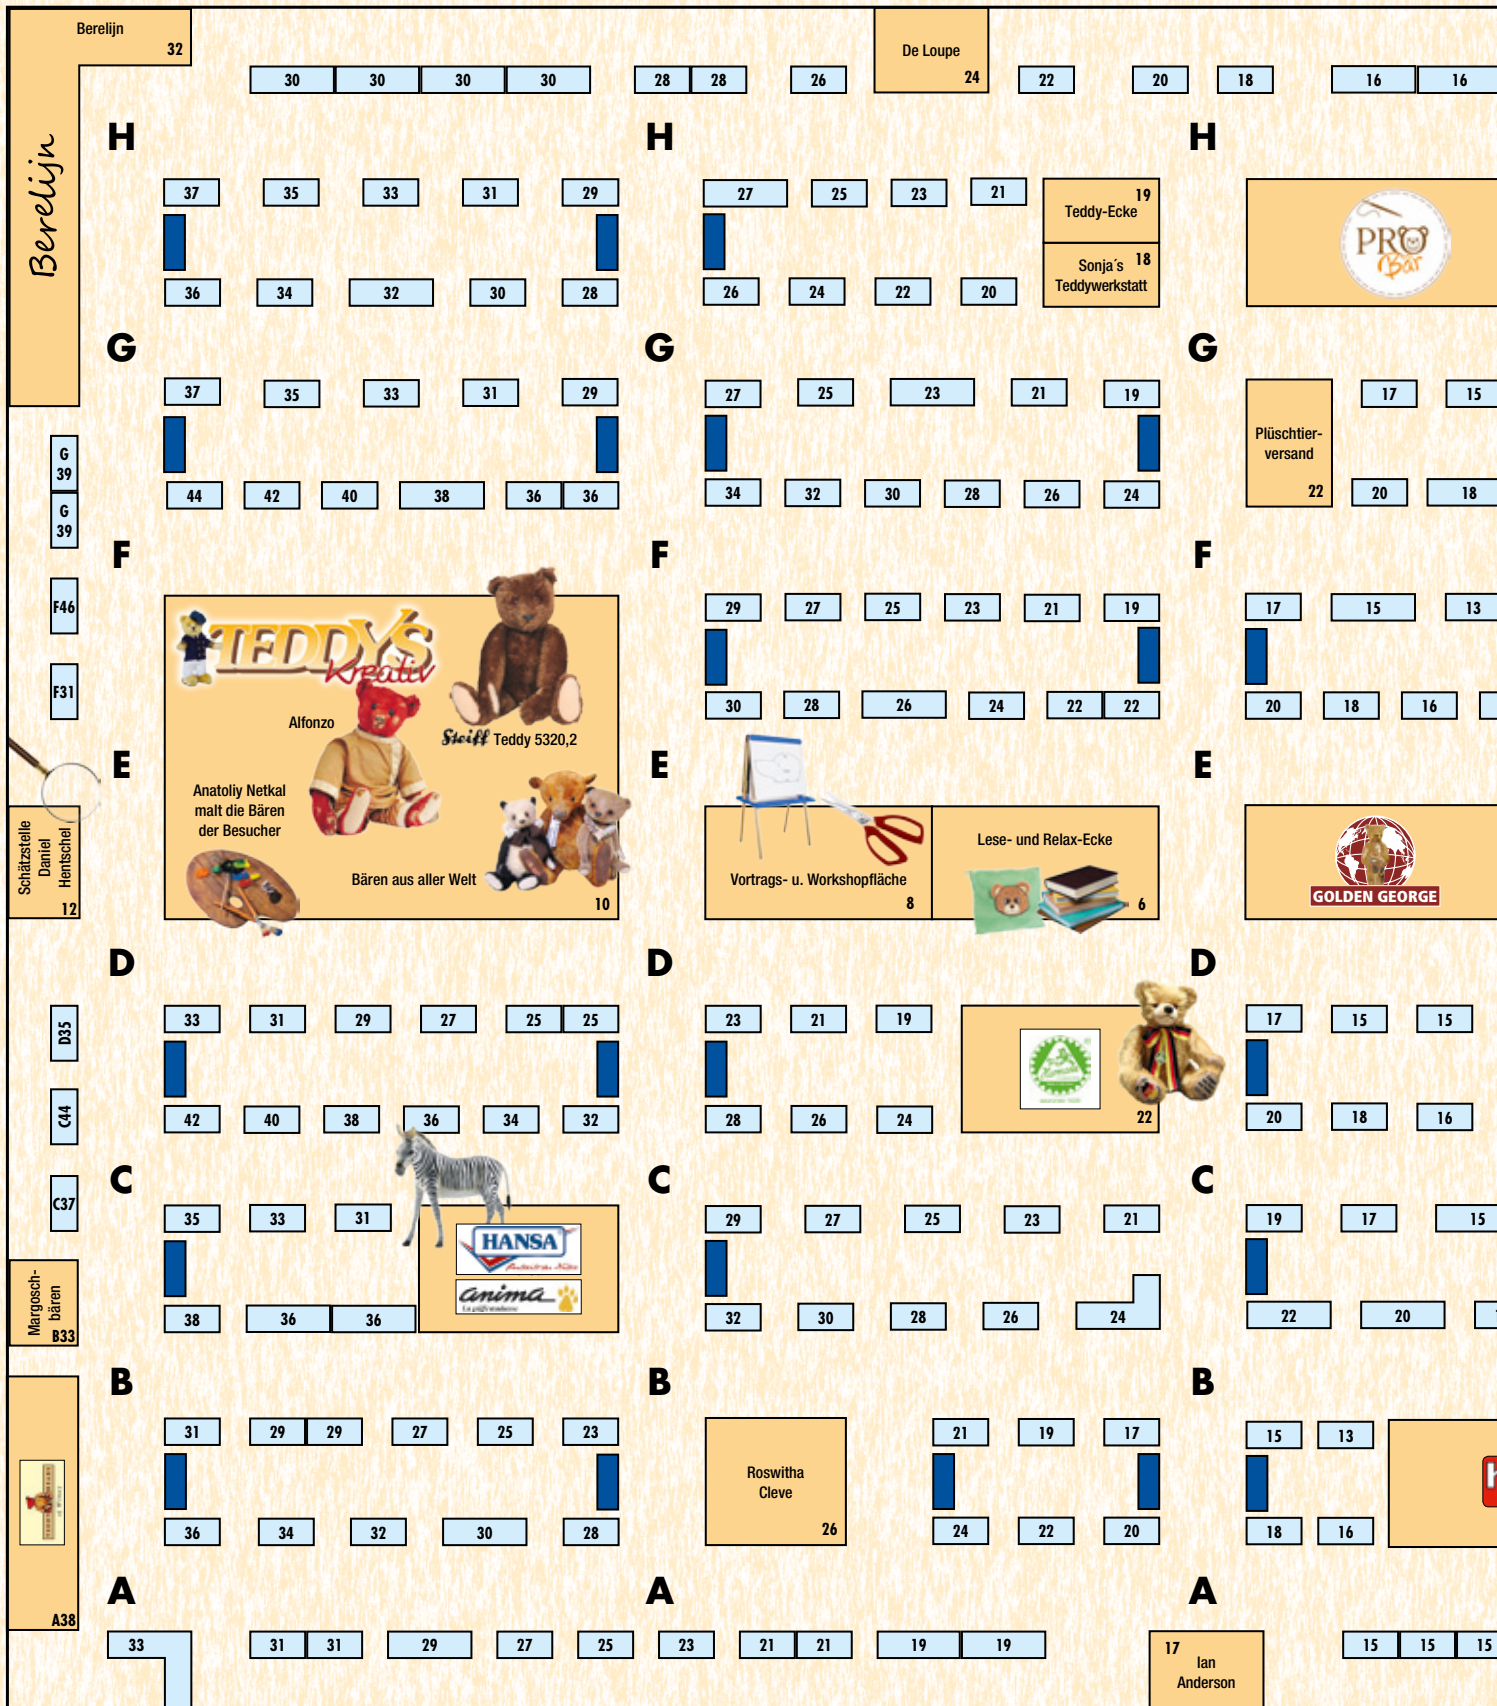 Berelijn
32
Berelijn
30 30 30 30 28 28 26
De Loupe
24
22 20 18 16 16
H H H
37 35 33 31 29
27 25 23 21
19
Teddy-Ecke
18
Sonja´s
Teddywerkstatt
PRO
Bär
36 34 32 30 28
26 24 22 20
G G G
37 35 33 31 29
27 25 23 21 19
Plüschtier-
versand
22
17 15
G
39
G
39
44 42 40 38 36 36
34 32 30 28 26 24
20 18
F F F
F46
F31
TEDDYS
Kreativ
Alfonzo
Steiff Teddy 5320,2
Anatoliy Netkal
malt die Bären
der Besucher
Bären aus aller Welt
10
29 27 25 23 21 19
17 15 13
30 28 26 24 22 22
20 18 16
E E E
Schätzstelle
Daniel
Hentschel
12
Vortrags- u. Workshopfläche
8
Lese- und Relax-Ecke
6
GOLDEN GEORGE
D D D
D35
C44
C37
33 31 29 27 25 25
23 21 19
22
17 15 15
42 40 38 36 34 32
28 26 24
20 18 16
C C C
35 33 31
HANSA
anima
29 27 25 23 21
19 17 15
Margosch-
bären
B33
38 36 36
32 30 28 26 24
22 20
B B B
31 29 29 27 25 23
Roswitha
Cleve
26
21 19 17
15 13
36 34 32 30 28
24 22 20
18 16
A A A
A38
33 31 31 29 27 25 23 21 21 19 19
17
Ian
Anderson
15 15 15